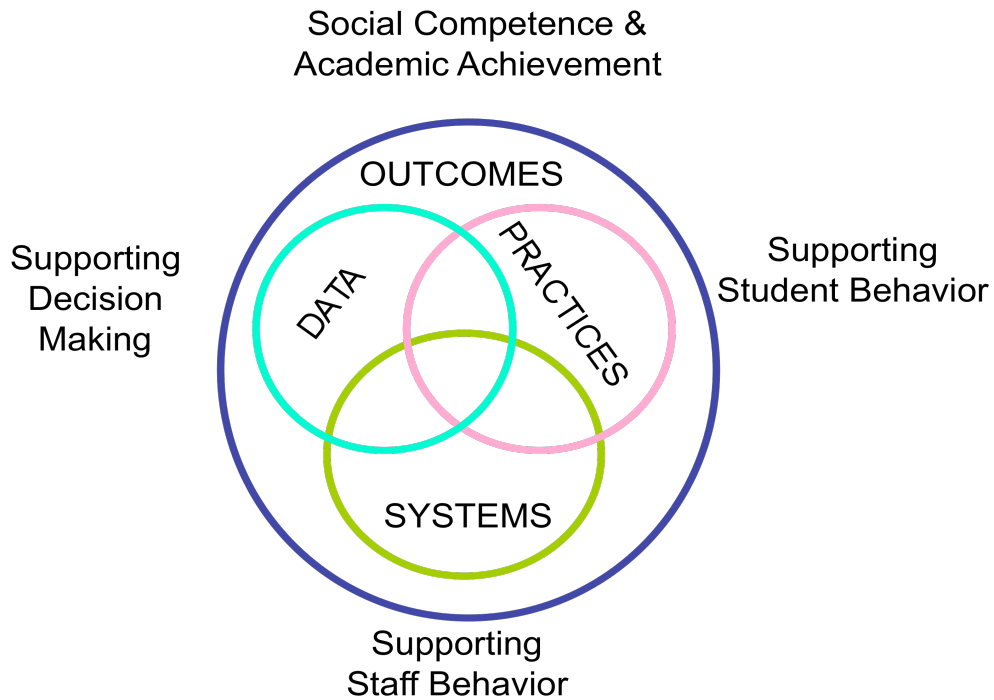 Social Competence &
Academic Achievement
OUTCOMES
Supporting
Decision
Making
DATA
PRACTICES
Supporting
Student Behavior
SYSTEMS
Supporting
Staff Behavior